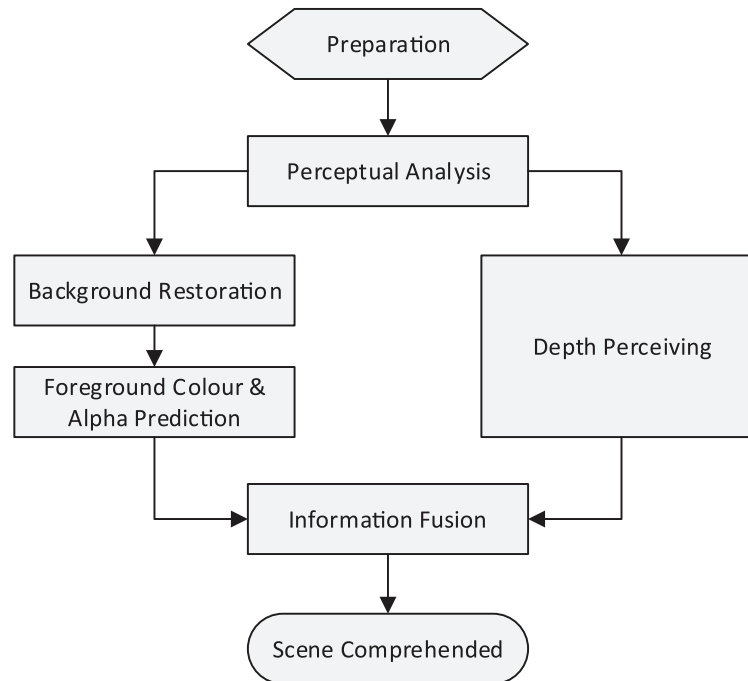 Preparation
Perceptual Analysis
Background Restoration
Foreground Colour &
Alpha Prediction
Depth Perceiving
Information Fusion
Scene Comprehended